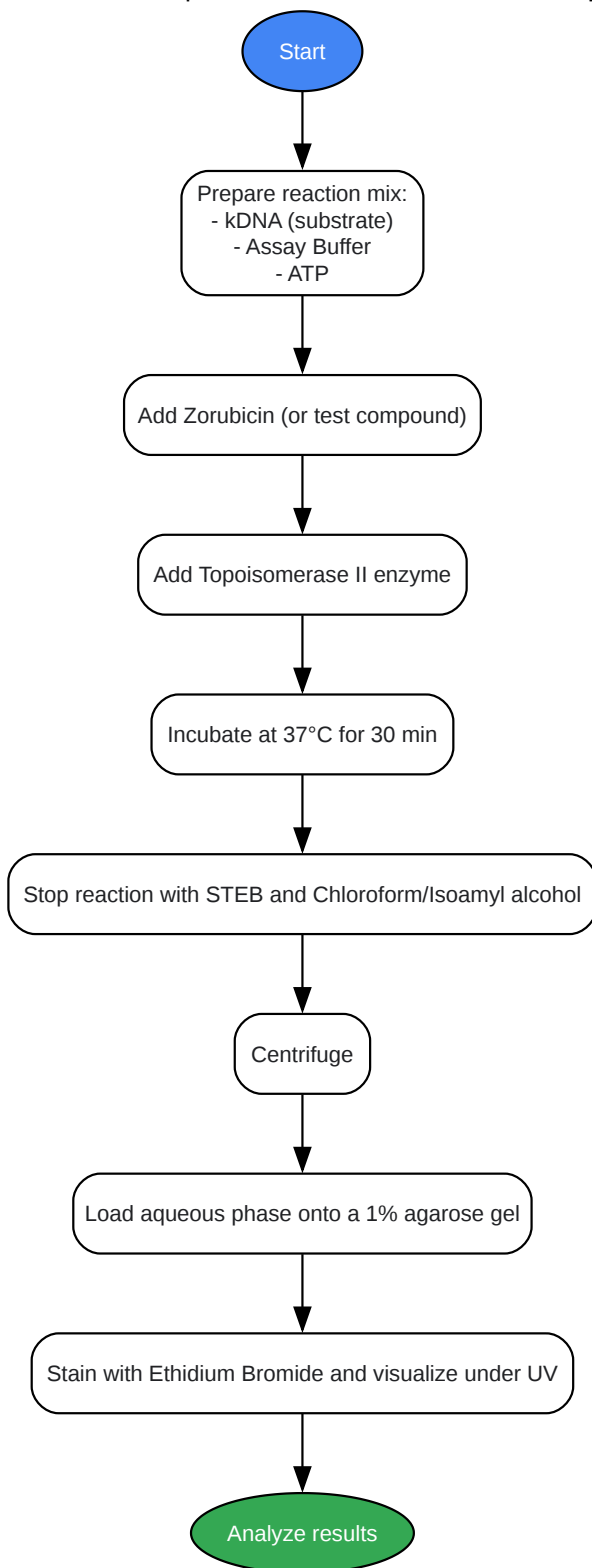 Start
Prepare reaction mix:
- kDNA (substrate)
- Assay Buffer
- ATP
Add Zorubicin (or test compound)
Add Topoisomerase II enzyme
Incubate at 37°C for 30 min
Stop reaction with STEB and Chloroform/Isoamyl alcohol
Centrifuge
Load aqueous phase onto a 1% agarose gel
Stain with Ethidium Bromide and visualize under UV
Analyze results